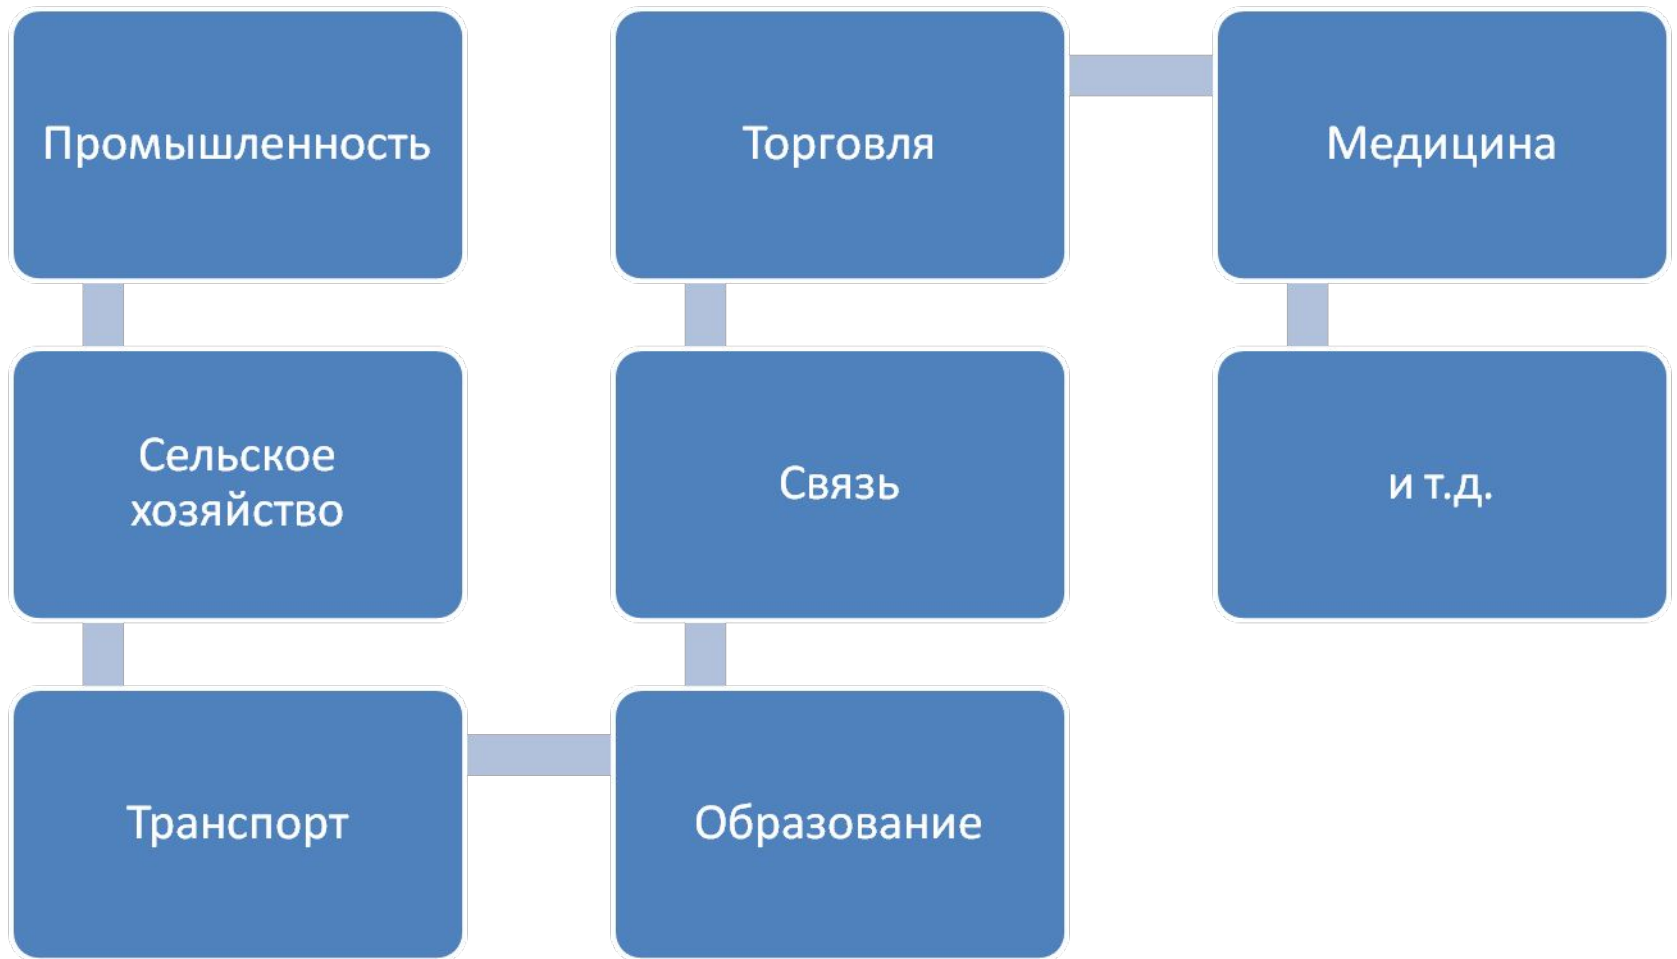 Промышленность
Сельское
хозяйство
Транспорт
Образование
Связь
Торговля
Медицина
и т.д.